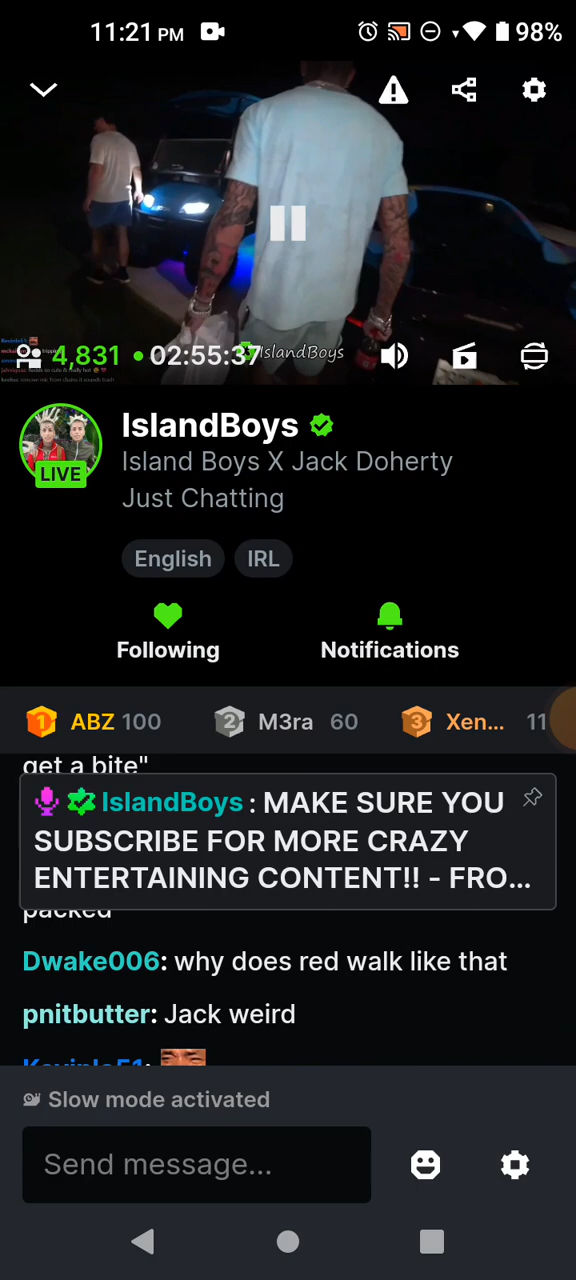 11:21 PM
98%
4,831 • 02:55:37
IslandBoys
IslandBoys
Island Boys X Jack Doherty
LIVE
Just Chatting
English IRL
Following Notifications
1 ABZ 100 2 M3ra 60 3 Xen... 11
get a bite"
IslandBoys : MAKE SURE YOU
SUBSCRIBE FOR MORE CRAZY
ENTERTAINING CONTENT!! - FRO...
packed
Dwake006: why does red walk like that
pnitbutter: Jack weird
Slow mode activated
Send message...